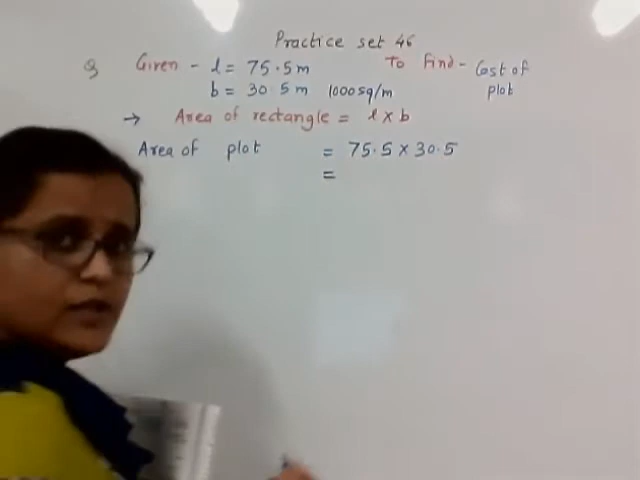 Practice set 46
Q Given - l = 75.5 m To Find - Cost of plot
b = 30 5 m 1000 sq/m
→ Area of rectangle = l × b
Area of plot = 75.5 × 30.5
=